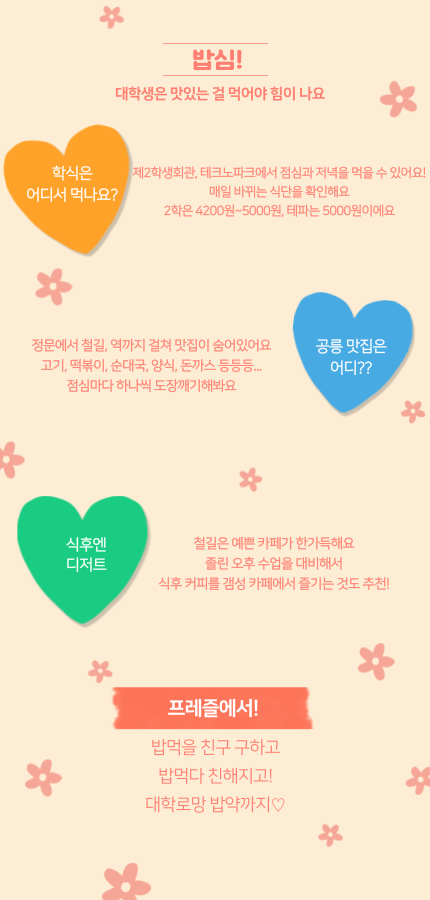 밥심!
대학생은 맛있는 걸 먹어야 힘이 나요
학식은
어디서 먹나요?
제2학생회관, 테크노파크에서 점심과 저녁을 먹을 수 있어요!
매일 바뀌는 식단을 확인해요
2학은 4200원~5000원, 테파는 5000원이에요
정문에서 철길, 역까지 걸쳐 맛집이 숨어있어요
고기, 떡볶이, 순대국, 양식, 돈까스 등등등...
점심마다 하나씩 도장깨기해봐요
공릉 맛집은
어디??
식후엔
디저트
철길은 예쁜 카페가 한가득해요
졸린 오후 수업을 대비해서
식후 커피를 갬성 카페에서 즐기는 것도 추천!
프레즐에서!
밥먹을 친구 구하고
밥먹다 친해지고!
대학로망 밥약까지♡